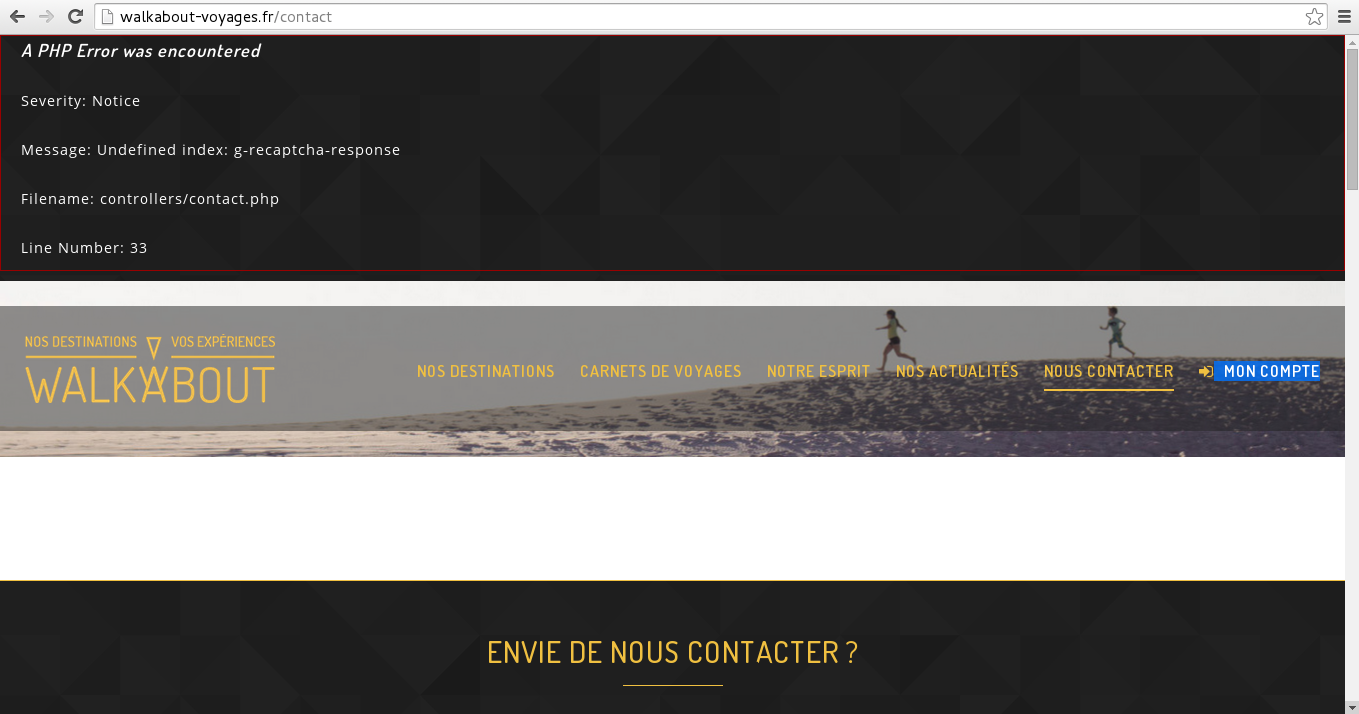 walkabout-voyages.fr/contact
A PHP Error was encountered
Severity: Notice
Message: Undefined index: g-recaptcha-response
Filename: controllers/contact.php
Line Number: 33
NOS DESTINATIONS VOS EXPÉRIENCES
WALKABOUT
NOS DESTINATIONS CARNETS DE VOYAGES NOTRE ESPRIT NOS ACTUALITÉS NOUS CONTACTER MON COMPTE
ENVIE DE NOUS CONTACTER ?